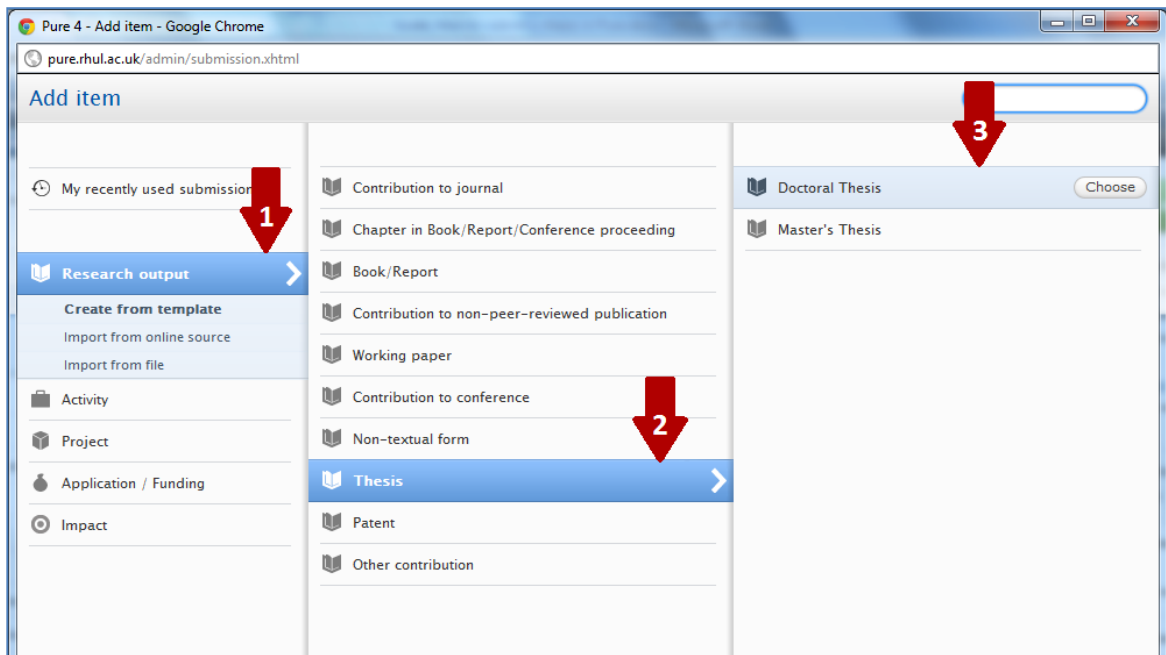 Pure 4 - Add item - Google Chrome
pure.rhul.ac.uk/admin/submission.xhtml
Add item
My recently used submission
Research output
Create from template
Import from online source
Import from file
Activity
Project
Application / Funding
Impact
1
Contribution to journal
Chapter in Book/Report/Conference proceeding
Book/Report
Contribution to non-peer-reviewed publication
Working paper
Contribution to conference
Non-textual form
Thesis
Patent
Other contribution
2
3
Doctoral Thesis
Choose
Master's Thesis